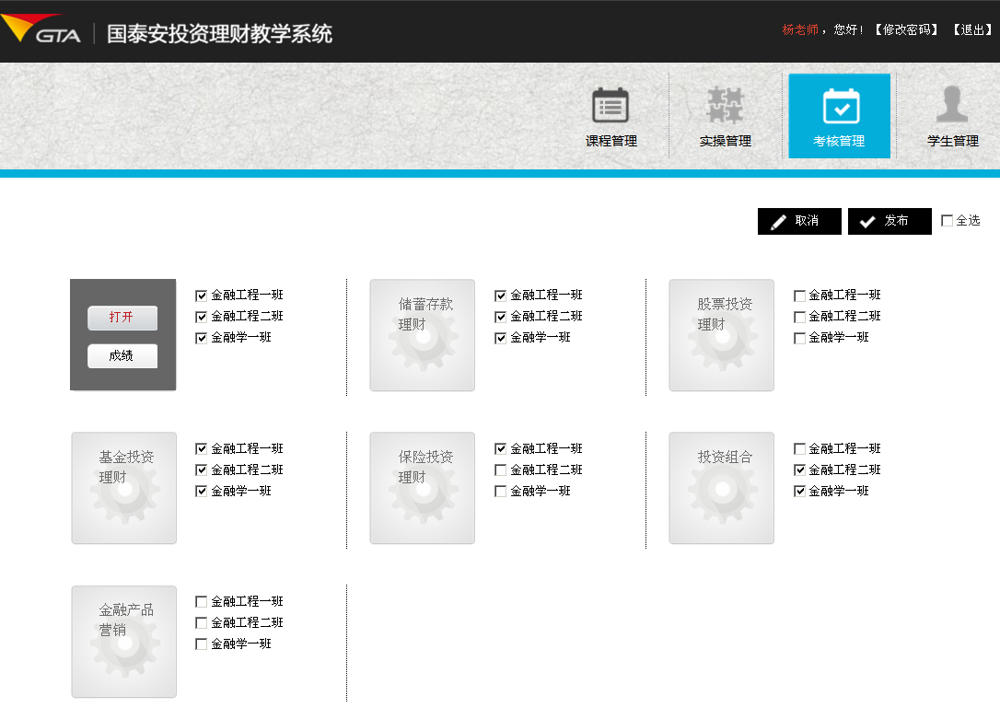 GTA 国泰安投资理财教学系统
杨老师，您好！【修改密码】 【退出】
课程管理 实操管理 考核管理 学生管理
取消 发布 全选
打开
成绩
金融工程一班
金融工程二班
金融学一班
储蓄存款
理财
金融工程一班
金融工程二班
金融学一班
股票投资
理财
金融工程一班
金融工程二班
金融学一班
基金投资
理财
金融工程一班
金融工程二班
金融学一班
保险投资
理财
金融工程一班
金融工程二班
金融学一班
投资组合
金融工程一班
金融工程二班
金融学一班
金融产品
营销
金融工程一班
金融工程二班
金融学一班